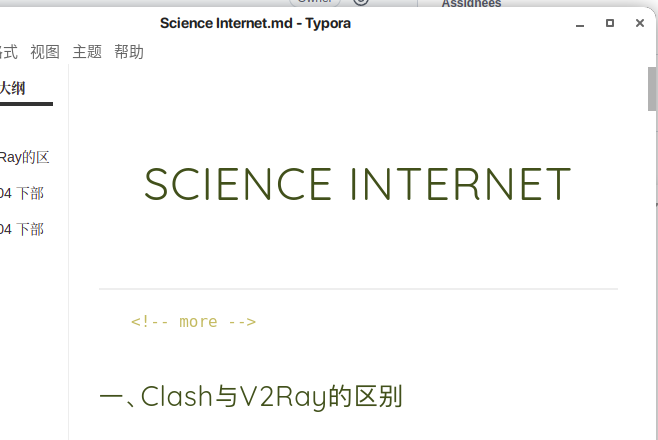 Owner
Assignees
Science Internet.md - Typora
格式 视图 主题 帮助
大纲
Ray的区
04 下部
04 下部
SCIENCE INTERNET
<!-- more -->
一、Clash与V2Ray的区别